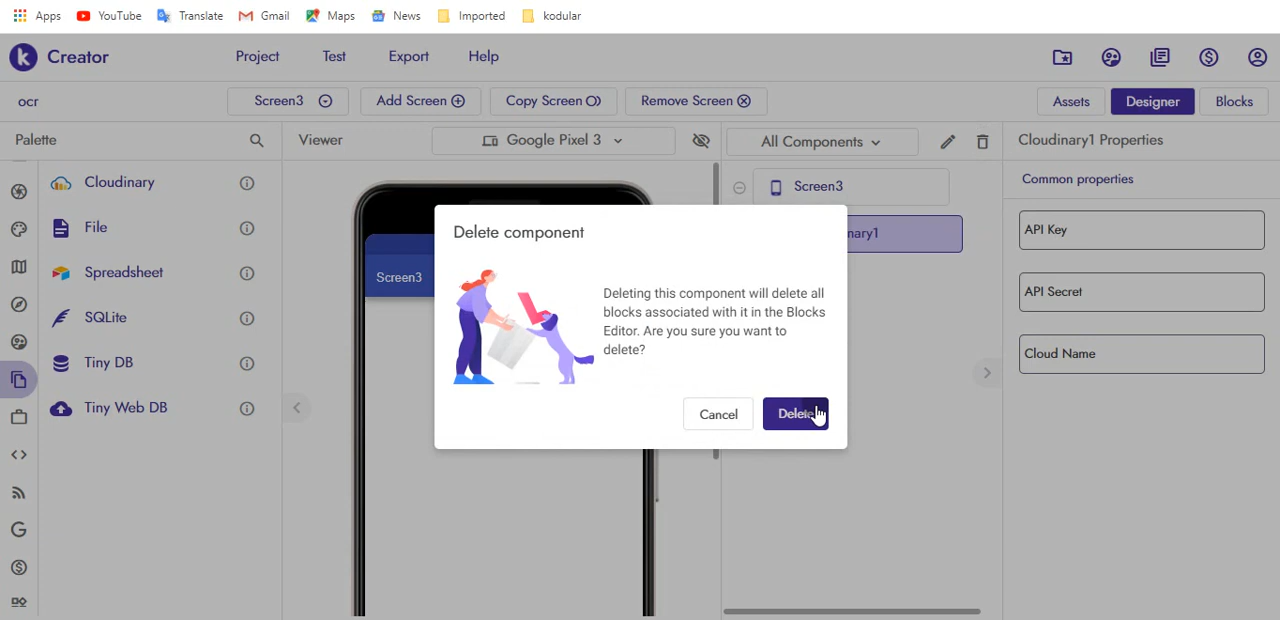 Apps YouTube Translate Gmail Maps News Imported kodular
k Creator Project Test Export Help
ocr Screen3 Add Screen Copy Screen Remove Screen Assets Designer Blocks
Palette Viewer Google Pixel 3 All Components Cloudinary1 Properties
Cloudinary
File
Spreadsheet
SQLite
Tiny DB
Tiny Web DB
Screen3
Screen3
nary1
Delete component
Deleting this component will delete all
blocks associated with it in the Blocks
Editor. Are you sure you want to
delete?
Cancel Delete
Common properties
API Key
API Secret
Cloud Name